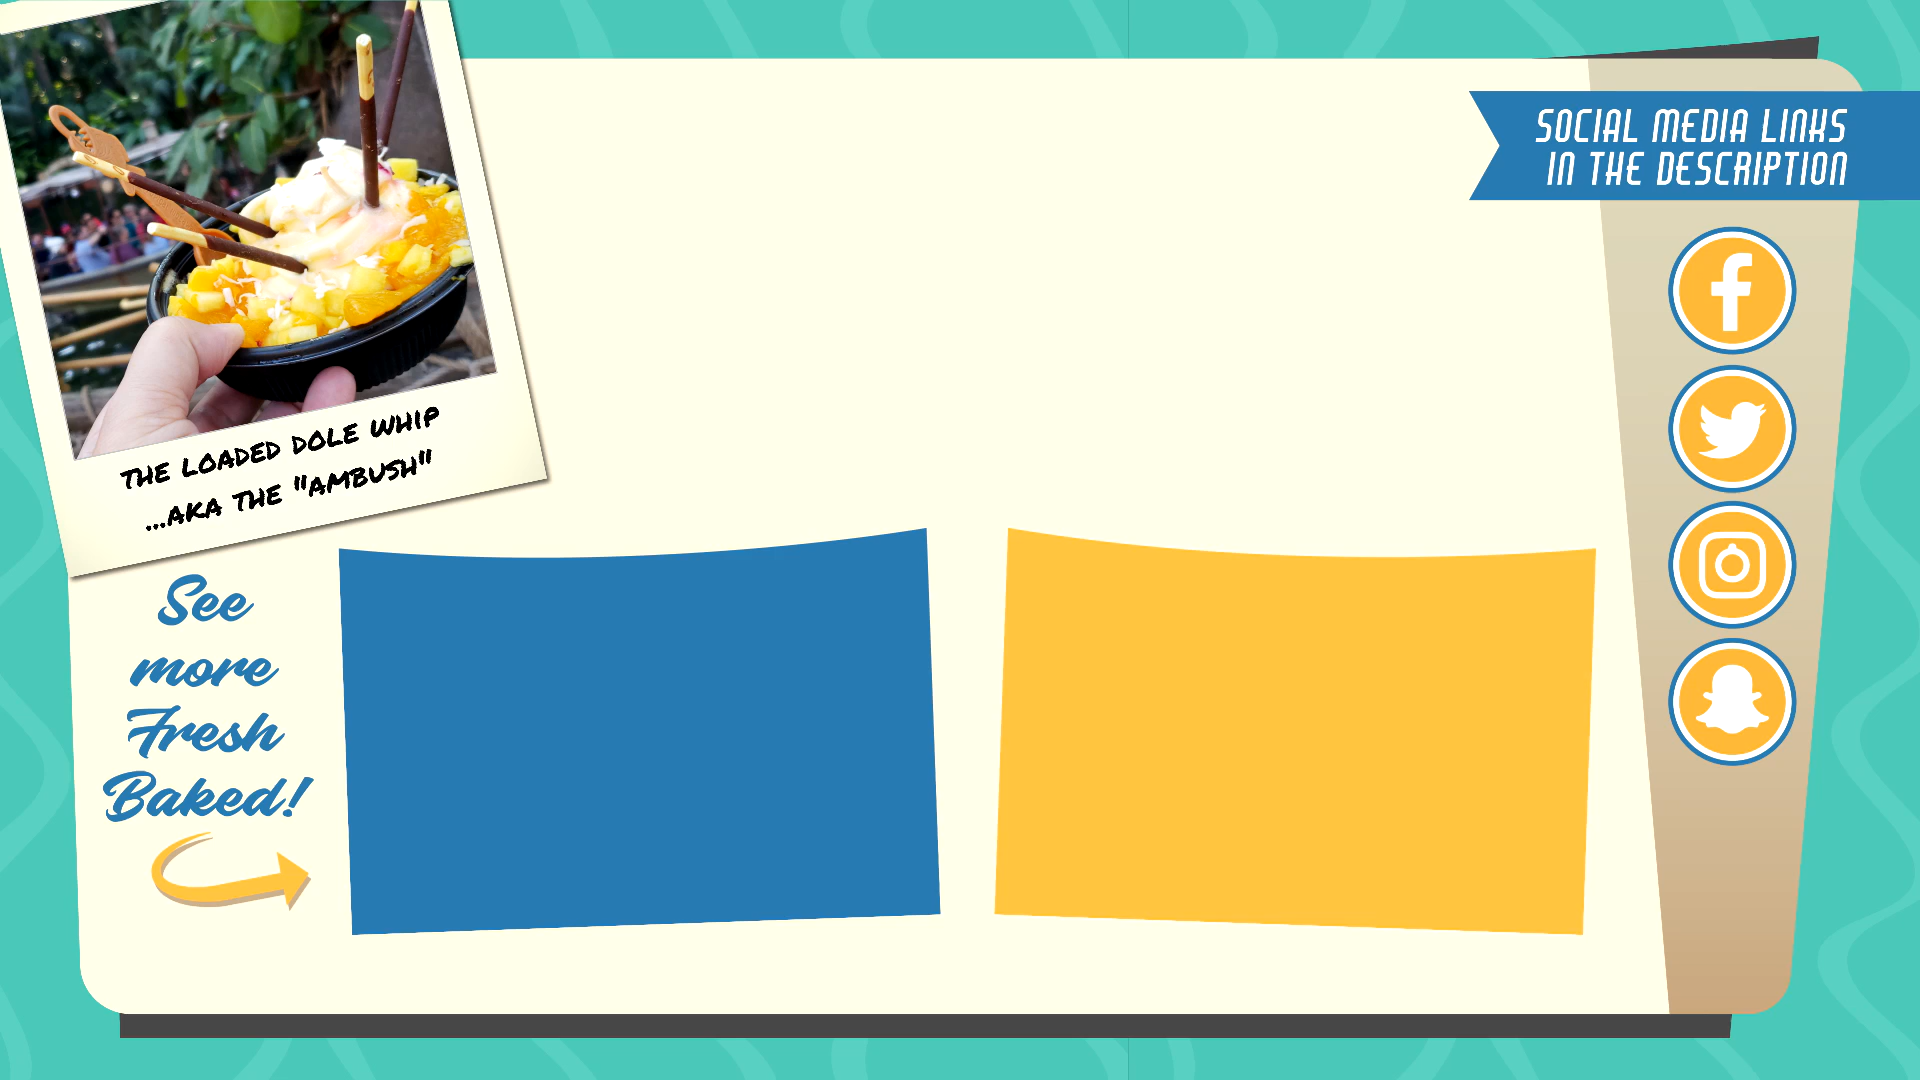 THE LOADED DOLE WHIP
...AKA THE "AMBUSH"
SOCIAL MEDIA LINKS
IN THE DESCRIPTION
See
more
Fresh
Baked!